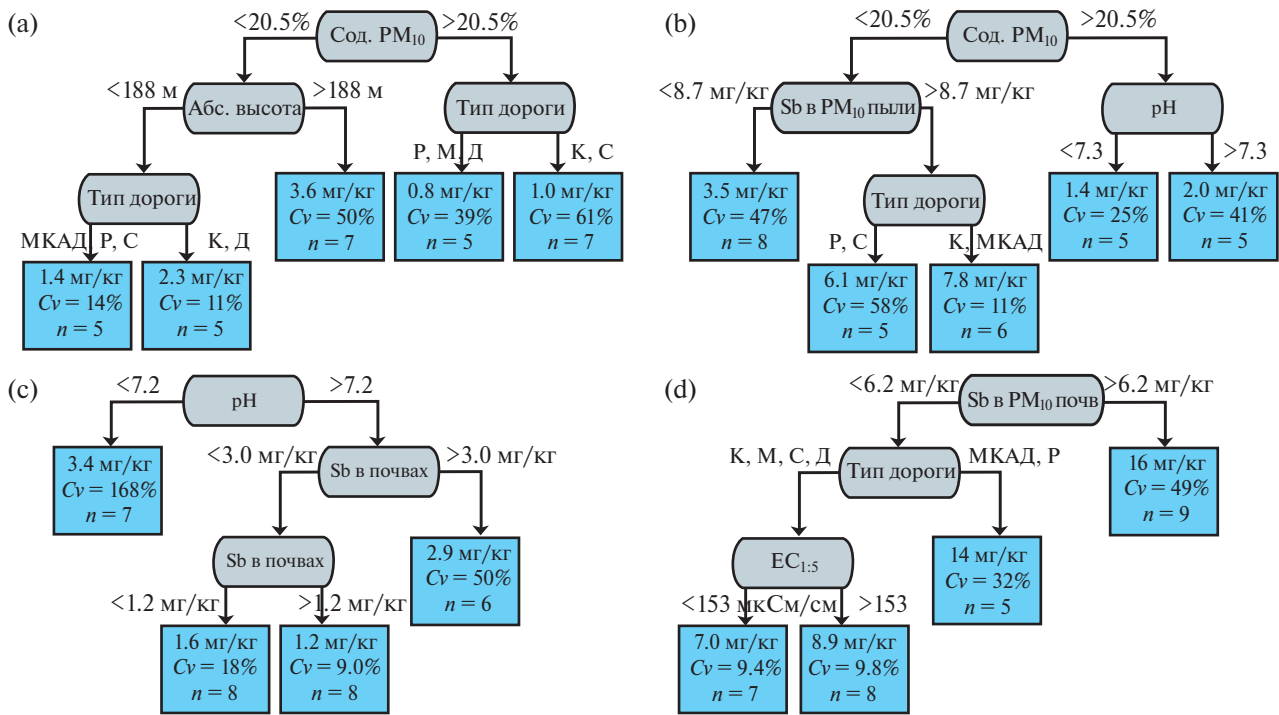 (a)
<20.5%
Сод. PM10
>20.5%
<188 м
Абс. высота
>188 м
Тип дороги
Р, М, Д
К, С
Тип дороги
МКАД, Р, С
К, Д
3.6 мг/кг
Cv = 50%
n = 7
0.8 мг/кг
Cv = 39%
n = 5
1.0 мг/кг
Cv = 61%
n = 7
1.4 мг/кг
Cv = 14%
n = 5
2.3 мг/кг
Cv = 11%
n = 5
(b)
<20.5%
Сод. PM10
>20.5%
<8.7 мг/кг
Sb в PM10 пыли
>8.7 мг/кг
pH
<7.3
>7.3
3.5 мг/кг
Cv = 47%
n = 8
Тип дороги
Р, С
К, МКАД
1.4 мг/кг
Cv = 25%
n = 5
2.0 мг/кг
Cv = 41%
n = 5
6.1 мг/кг
Cv = 58%
n = 5
7.8 мг/кг
Cv = 11%
n = 6
(c)
<7.2
pH
>7.2
3.4 мг/кг
Cv = 168%
n = 7
<3.0 мг/кг
Sb в почвах
>3.0 мг/кг
Sb в почвах
2.9 мг/кг
Cv = 50%
n = 6
<1.2 мг/кг
>1.2 мг/кг
1.6 мг/кг
Cv = 18%
n = 8
1.2 мг/кг
Cv = 9.0%
n = 8
(d)
<6.2 мг/кг
Sb в PM10 почв
>6.2 мг/кг
К, М, С, Д
Тип дороги
МКАД, Р
16 мг/кг
Cv = 49%
n = 9
EC1:5
14 мг/кг
Cv = 32%
n = 5
<153 мкСм/см
>153
7.0 мг/кг
Cv = 9.4%
n = 7
8.9 мг/кг
Cv = 9.8%
n = 8